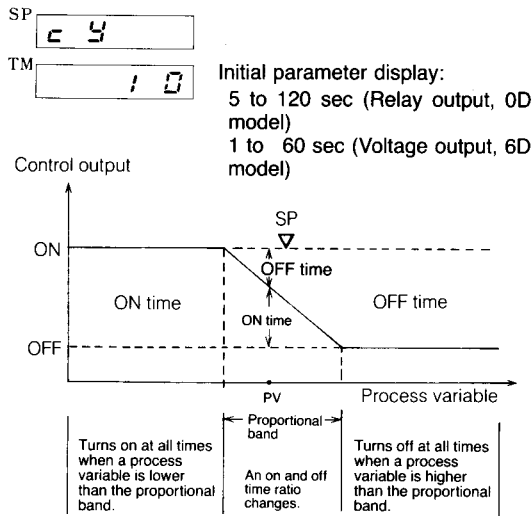 SP
c y
TM
10
Initial parameter display:
5 to 120 sec (Relay output, 0D
model)
1 to 60 sec (Voltage output, 6D
model)
Control output
SP
ON
OFF time
ON time
OFF time
ON time
OFF
PV
Process variable
Proportional
band
Turns on at all times
when a process
variable is lower
than the proportional
band.
An on and off
time ratio
changes.
Turns off at all times
when a process
variable is higher
than the proportional
band.